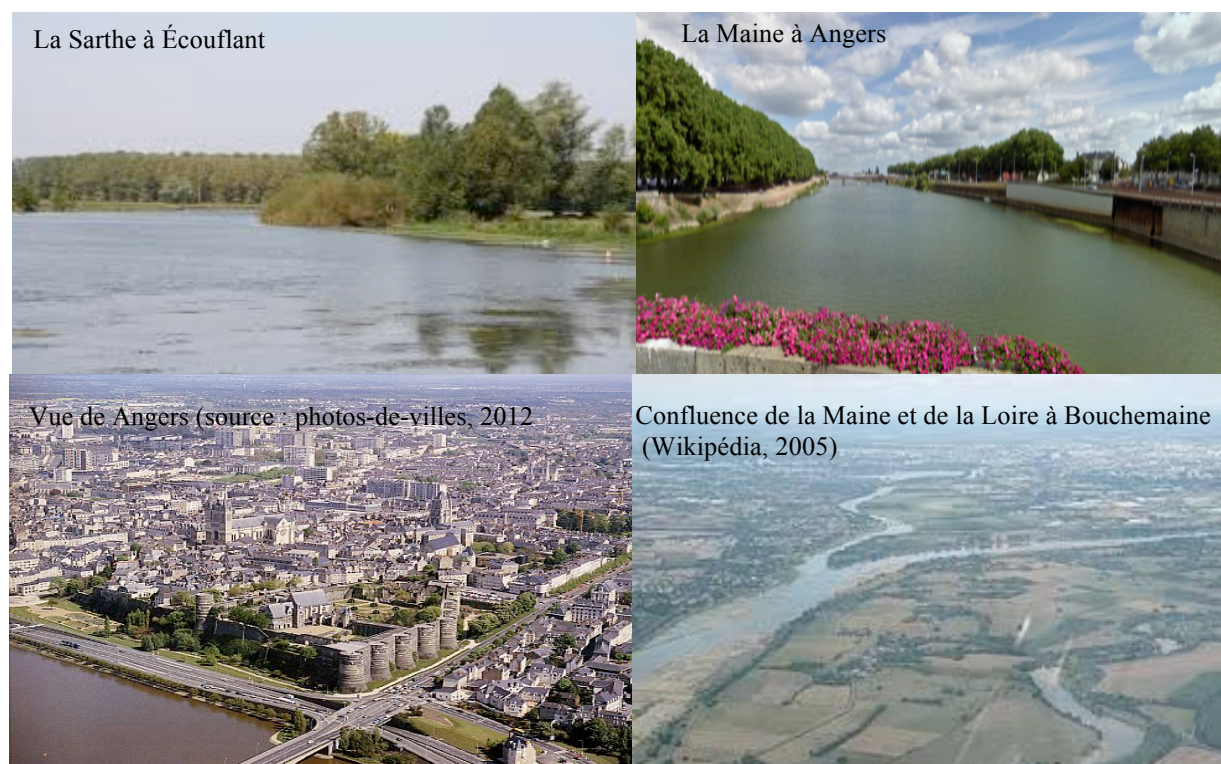 La Sarthe à Écouflant
La Maine à Angers
Vue de Angers (source : photos-de-villes, 2012
Confluence de la Maine et de la Loire à Bouchemaine
(Wikipédia, 2005)